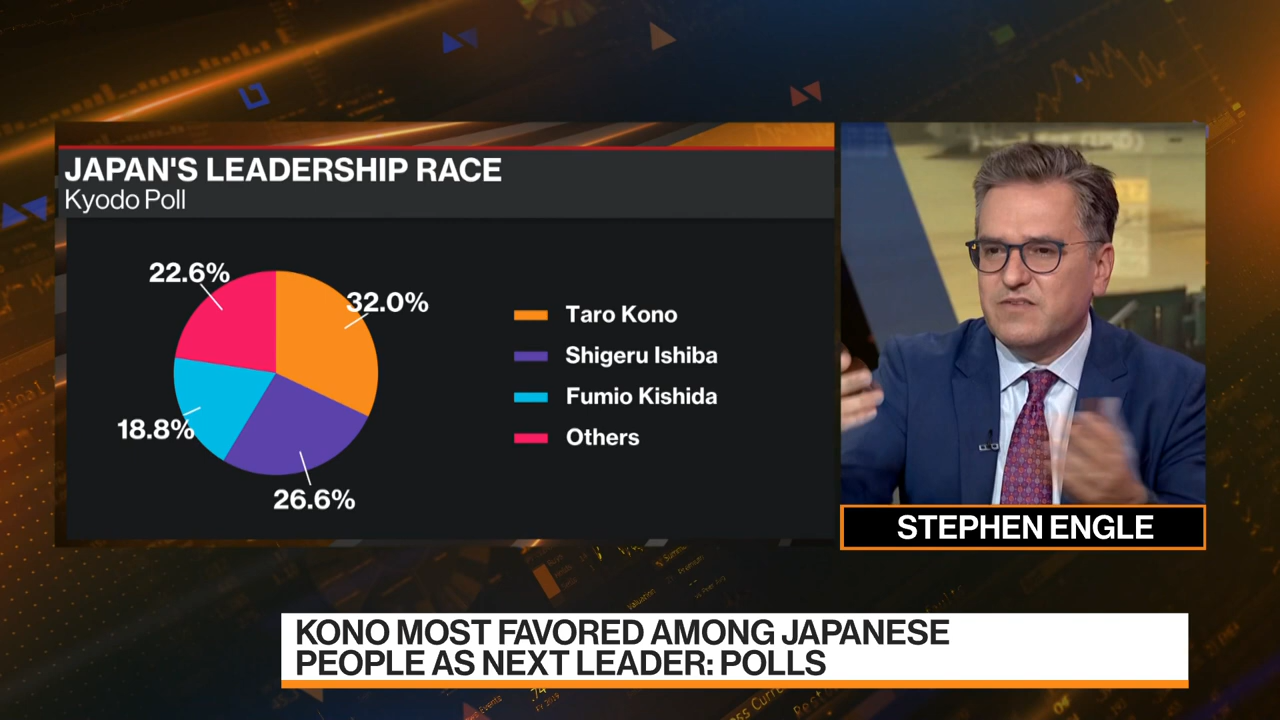 JAPAN'S LEADERSHIP RACE
Kyodo Poll
22.6%
32.0%
18.8%
26.6%
Taro Kono
Shigeru Ishiba
Fumio Kishida
Others
STEPHEN ENGLE
KONO MOST FAVORED AMONG JAPANESE
PEOPLE AS NEXT LEADER: POLLS